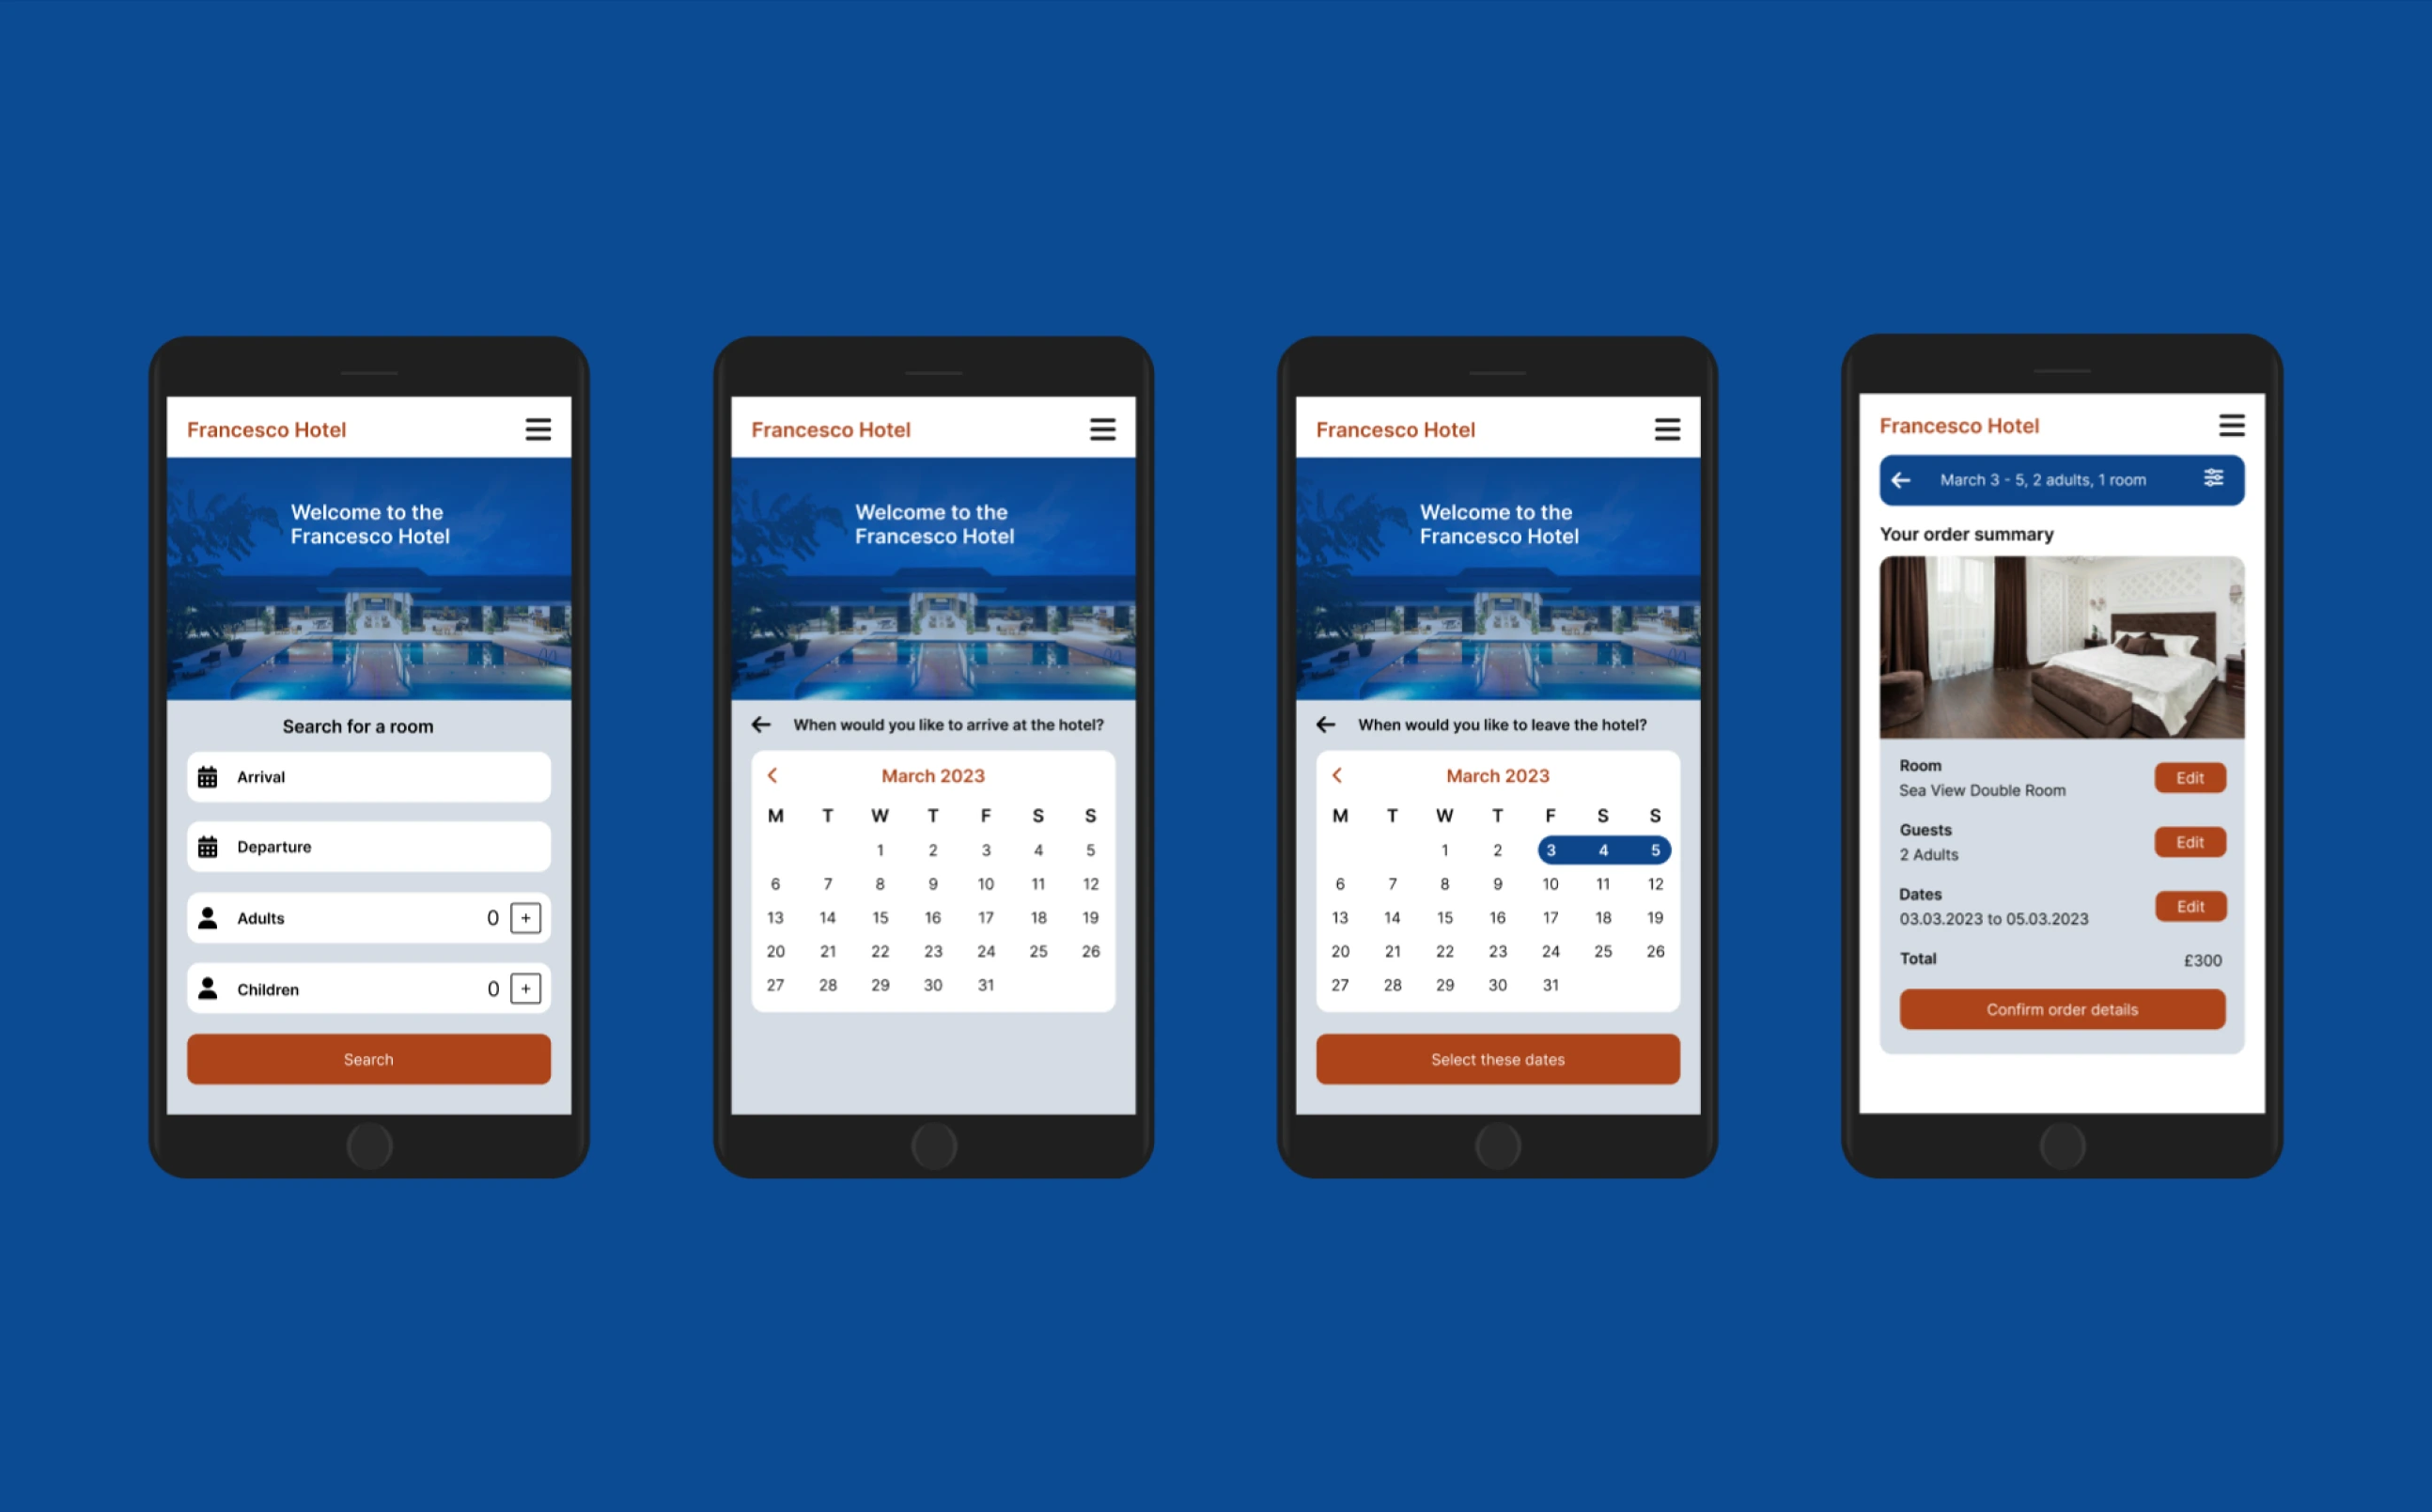 Francesco Hotel
Welcome to the
Francesco Hotel
Search for a room
Arrival
Departure
Adults 0 +
Children 0 +
Search
Francesco Hotel
Welcome to the
Francesco Hotel
When would you like to arrive at the hotel?
March 2023
M T W T F S S
1 2 3 4 5
6 7 8 9 10 11 12
13 14 15 16 17 18 19
20 21 22 23 24 25 26
27 28 29 30 31
Francesco Hotel
Welcome to the
Francesco Hotel
When would you like to leave the hotel?
March 2023
M T W T F S S
1 2 3 4 5
6 7 8 9 10 11 12
13 14 15 16 17 18 19
20 21 22 23 24 25 26
27 28 29 30 31
Select these dates
Francesco Hotel
March 3 - 5, 2 adults, 1 room
Your order summary
Room
Sea View Double Room
Edit
Guests
2 Adults
Edit
Dates
03.03.2023 to 05.03.2023
Edit
Total £300
Confirm order details